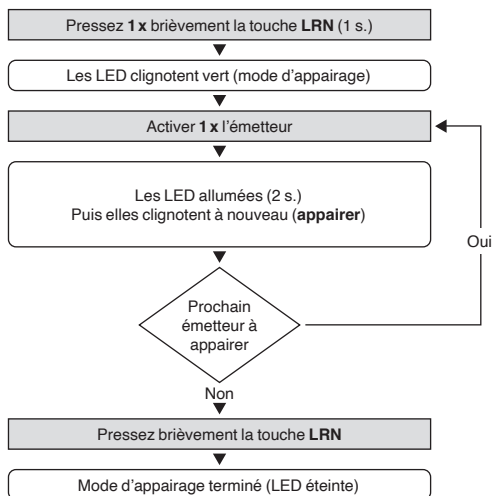 Pressez 1 x brièvement la touche LRN (1 s.)
Les LED clignotent vert (mode d'appairage)
Activer 1 x l'émetteur
Les LED allumées (2 s.)
Puis elles clignotent à nouveau (appairer)
Oui
Prochain
émetteur à
appairer
Non
Pressez brièvement la touche LRN
Mode d'appairage terminé (LED éteinte)